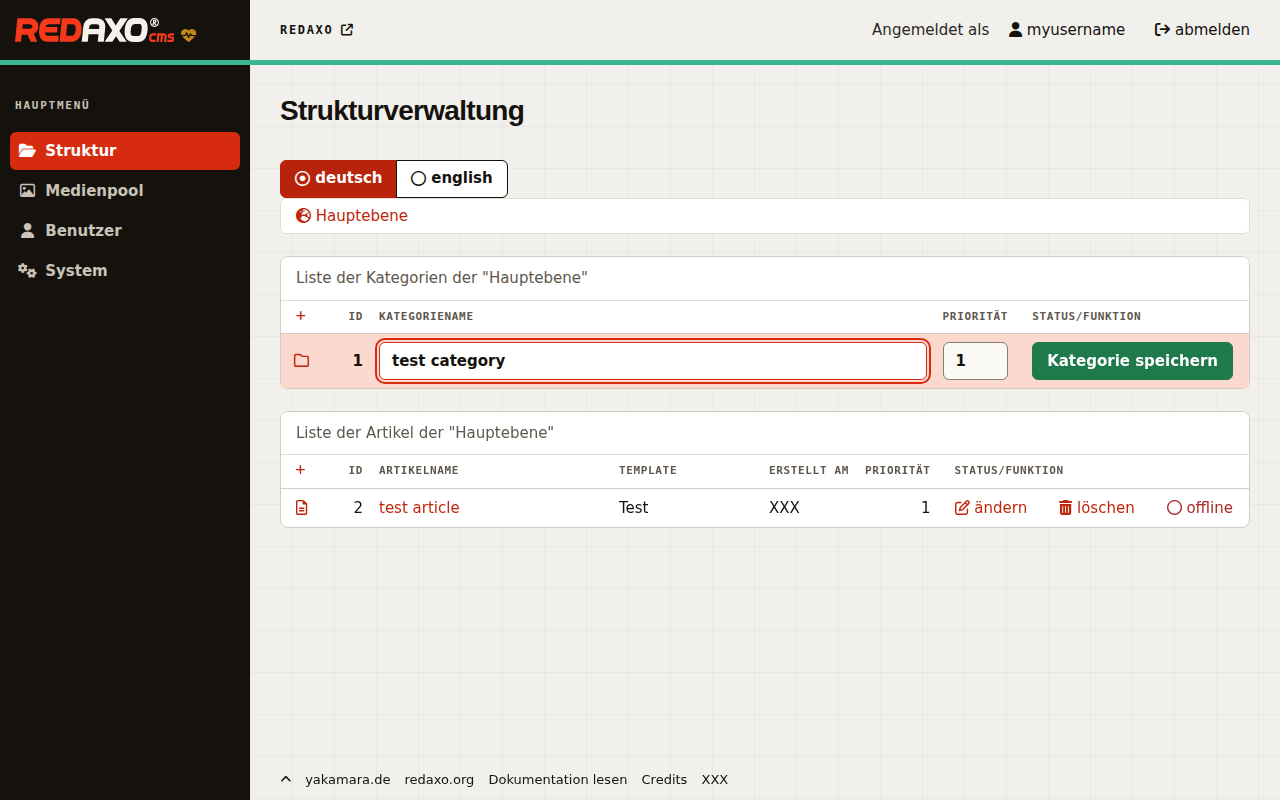 REDAXO® cms
REDAXO
Angemeldet als myusername abmelden
HAUPTMENÜ
Struktur
Medienpool
Benutzer
System
Strukturverwaltung
deutsch english
Hauptebene
Liste der Kategorien der "Hauptebene"
+ ID KATEGORIENAME PRIORITÄT STATUS/FUNKTION
1 test category 1 Kategorie speichern
Liste der Artikel der "Hauptebene"
+ ID ARTIKELNAME TEMPLATE ERSTELLT AM PRIORITÄT STATUS/FUNKTION
2 test article Test XXX 1 ändern löschen offline
yakamara.de redaxo.org Dokumentation lesen Credits XXX